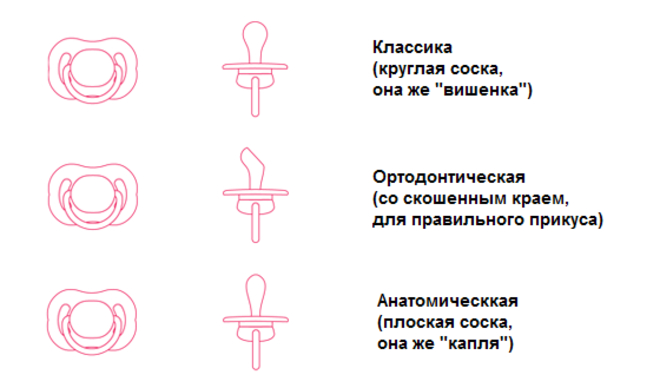 Классика
(круглая соска,
она же "вишенка")
Ортодонтическая
(со скошенным краем,
для правильного прикуса)
Анатомическкая
(плоская соска,
она же "капля")